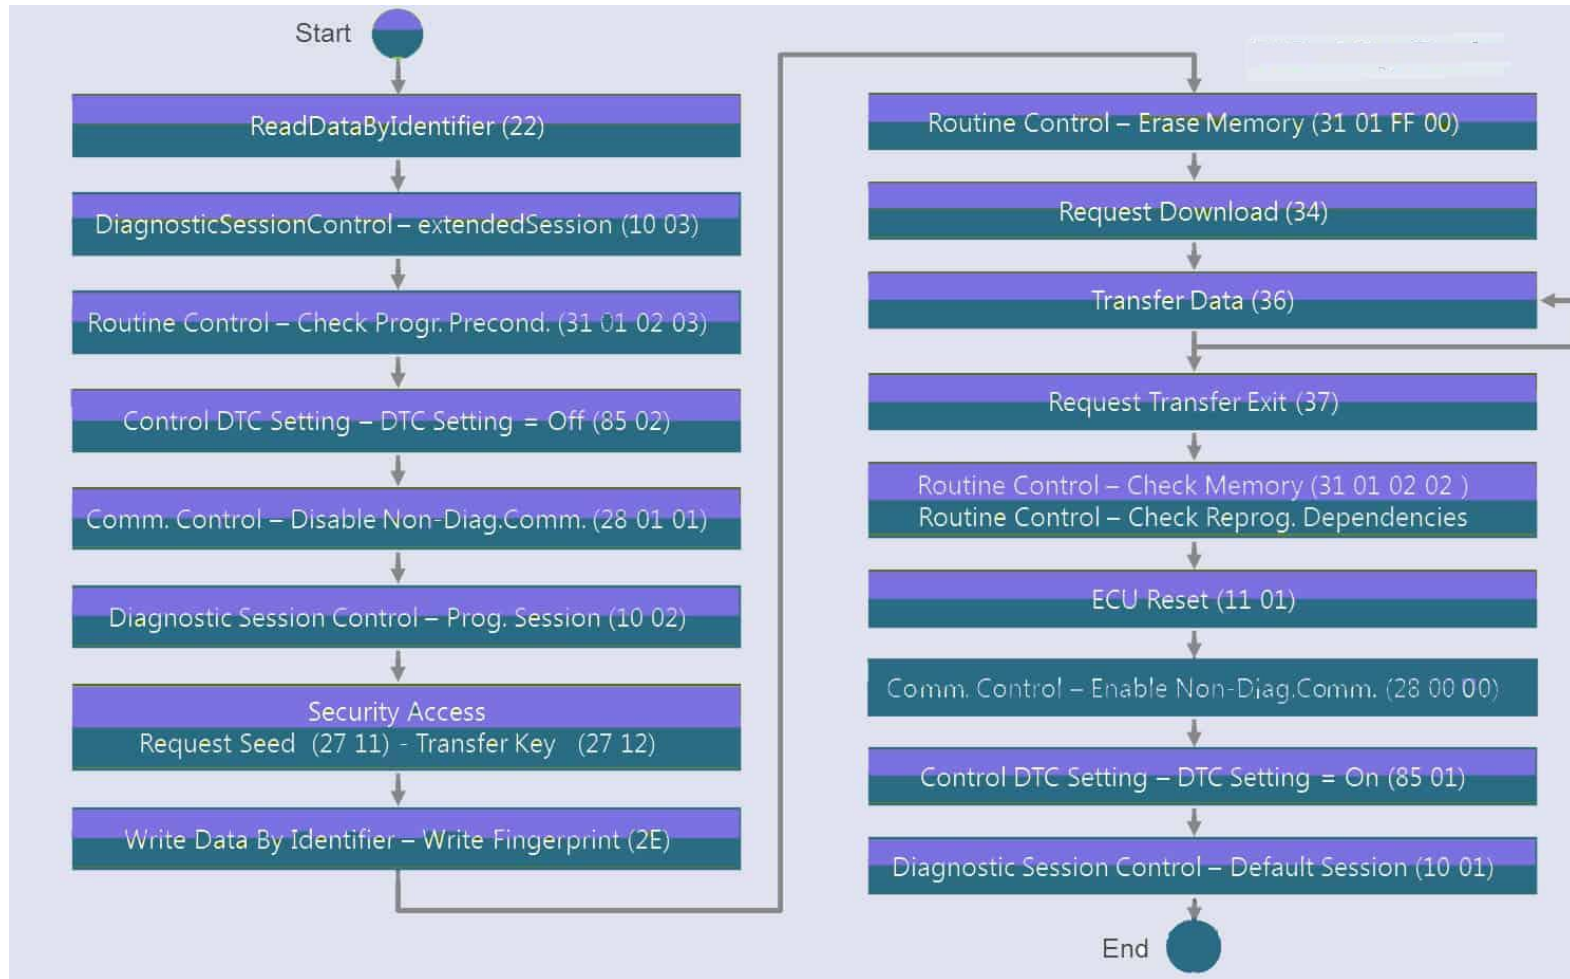 Start
ReadDataByIdentifier (22)
DiagnosticSessionControl – extendedSession (10 03)
Routine Control – Check Progr. Precond. (31 01 02 03)
Control DTC Setting – DTC Setting = Off (85 02)
Comm. Control – Disable Non-Diag.Comm. (28 01 01)
Diagnostic Session Control – Prog. Session (10 02)
Security Access
Request Seed (27 11) - Transfer Key (27 12)
Write Data By Identifier – Write Fingerprint (2E)
Routine Control – Erase Memory (31 01 FF 00)
Request Download (34)
Transfer Data (36)
Request Transfer Exit (37)
Routine Control – Check Memory (31 01 02 02 )
Routine Control – Check Reprog. Dependencies
ECU Reset (11 01)
Comm. Control – Enable Non-Diag.Comm. (28 00 00)
Control DTC Setting – DTC Setting = On (85 01)
Diagnostic Session Control – Default Session (10 01)
End